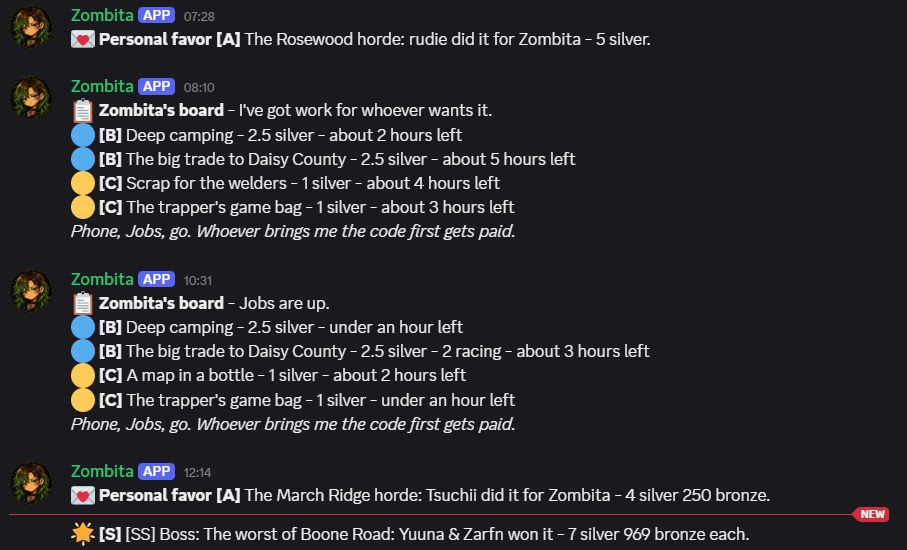 Zombita APP 07:28
Personal favor [A] The Rosewood horde: rudie did it for Zombita - 5 silver.
Zombita APP 08:10
Zombita's board - I've got work for whoever wants it.
[B] Deep camping - 2.5 silver - about 2 hours left
[B] The big trade to Daisy County - 2.5 silver - about 5 hours left
[C] Scrap for the welders - 1 silver - about 4 hours left
[C] The trapper's game bag - 1 silver - about 3 hours left
Phone, Jobs, go. Whoever brings me the code first gets paid.
Zombita APP 10:31
Zombita's board - Jobs are up.
[B] Deep camping - 2.5 silver - under an hour left
[B] The big trade to Daisy County - 2.5 silver - 2 racing - about 3 hours left
[C] A map in a bottle - 1 silver - about 2 hours left
[C] The trapper's game bag - 1 silver - under an hour left
Phone, Jobs, go. Whoever brings me the code first gets paid.
Zombita APP 12:14
Personal favor [A] The March Ridge horde: Tsuchii did it for Zombita - 4 silver 250 bronze.
NEW
[S] [SS] Boss: The worst of Boone Road: Yuuna & Zarfn won it - 7 silver 969 bronze each.